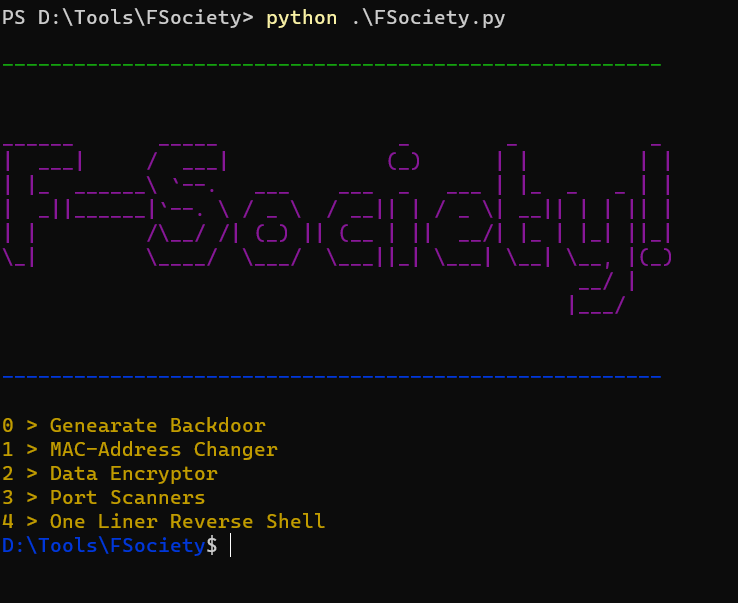 PS D:\Tools\FSociety> python .\FSociety.py
F-Society!
0 > Genearate Backdoor
1 > MAC-Address Changer
2 > Data Encryptor
3 > Port Scanners
4 > One Liner Reverse Shell
D:\Tools\FSociety$